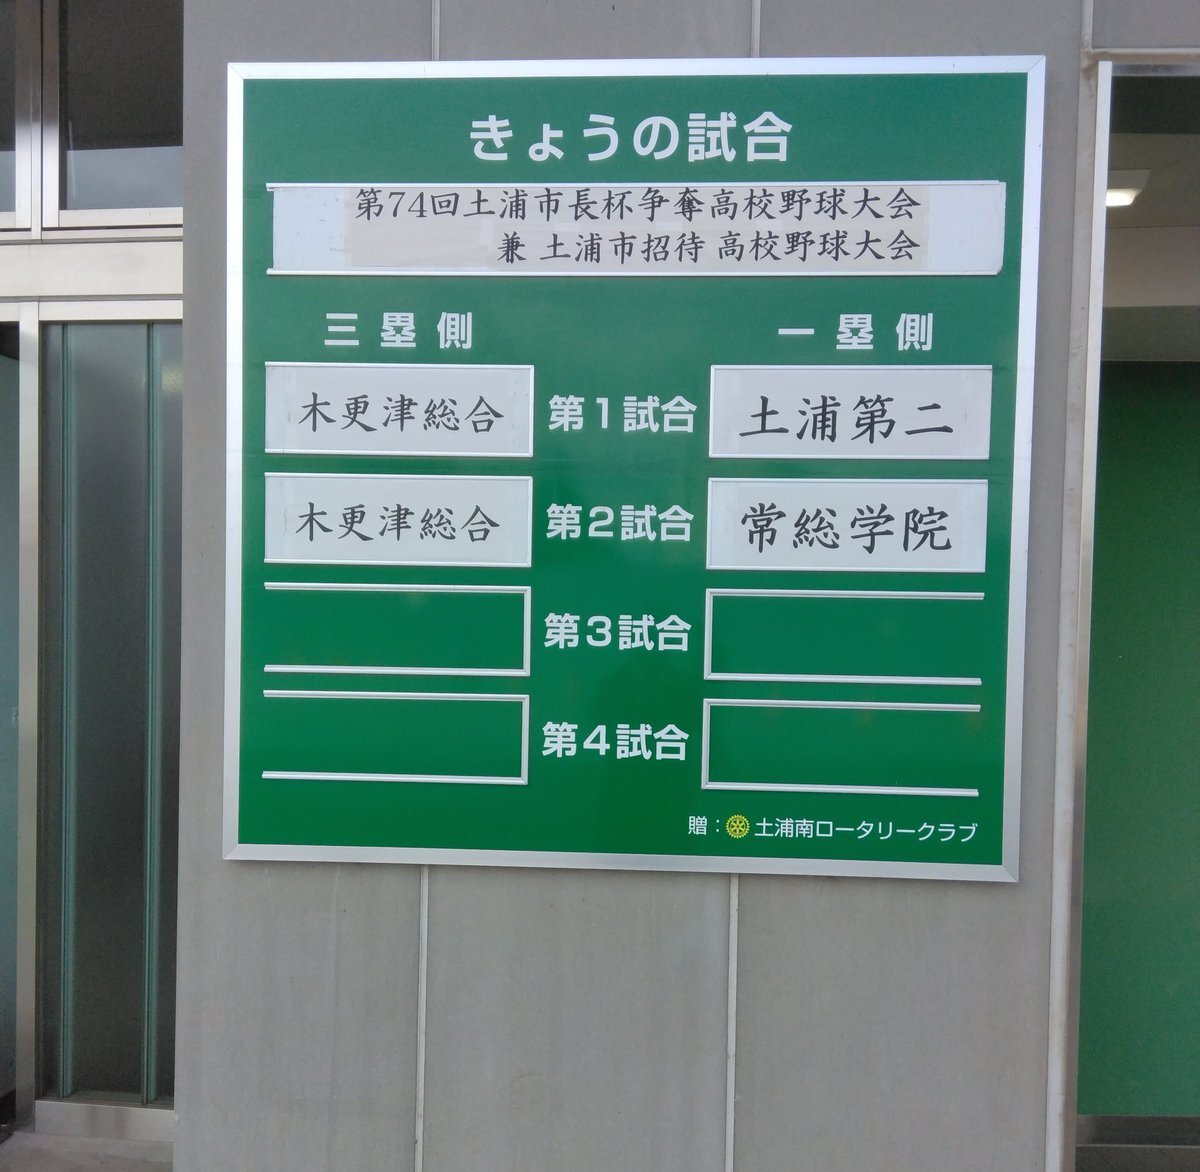 きょうの試合
第74回土浦市長杯争奪高校野球大会
兼 土浦市招待 高校野球大会
三塁側 一塁側
木更津総合 第1試合 土浦第二
木更津総合 第2試合 常総学院
第3試合
第4試合
贈：土浦南ロータリークラブ